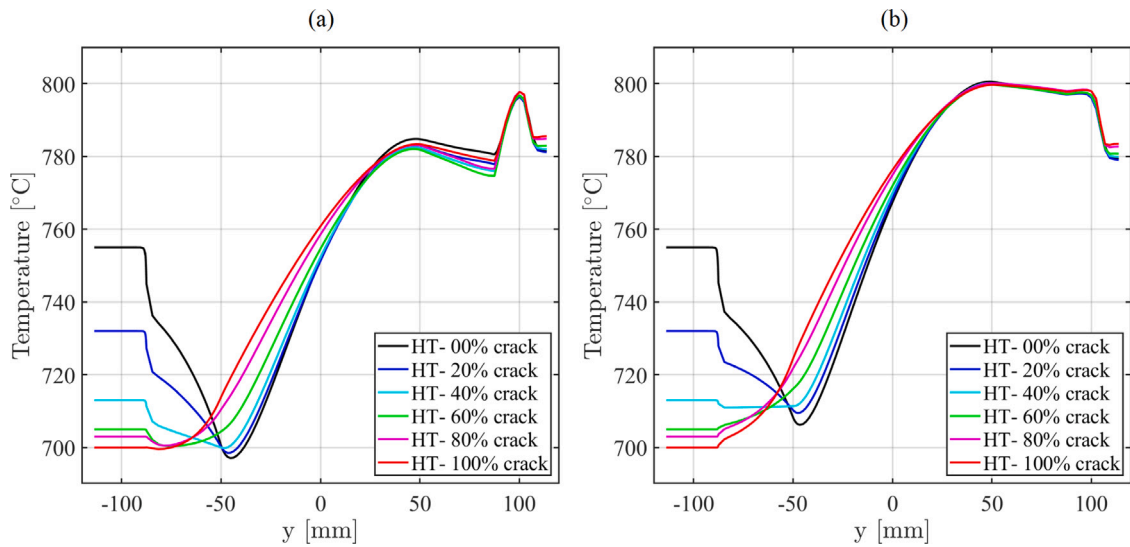 (a)
Temperature [°C]
800
780
760
740
720
700
-100
-50
0
50
100
y [mm]
HT- 00% crack
HT- 20% crack
HT- 40% crack
HT- 60% crack
HT- 80% crack
HT- 100% crack
(b)
Temperature [°C]
800
780
760
740
720
700
-100
-50
0
50
100
y [mm]
HT- 00% crack
HT- 20% crack
HT- 40% crack
HT- 60% crack
HT- 80% crack
HT- 100% crack